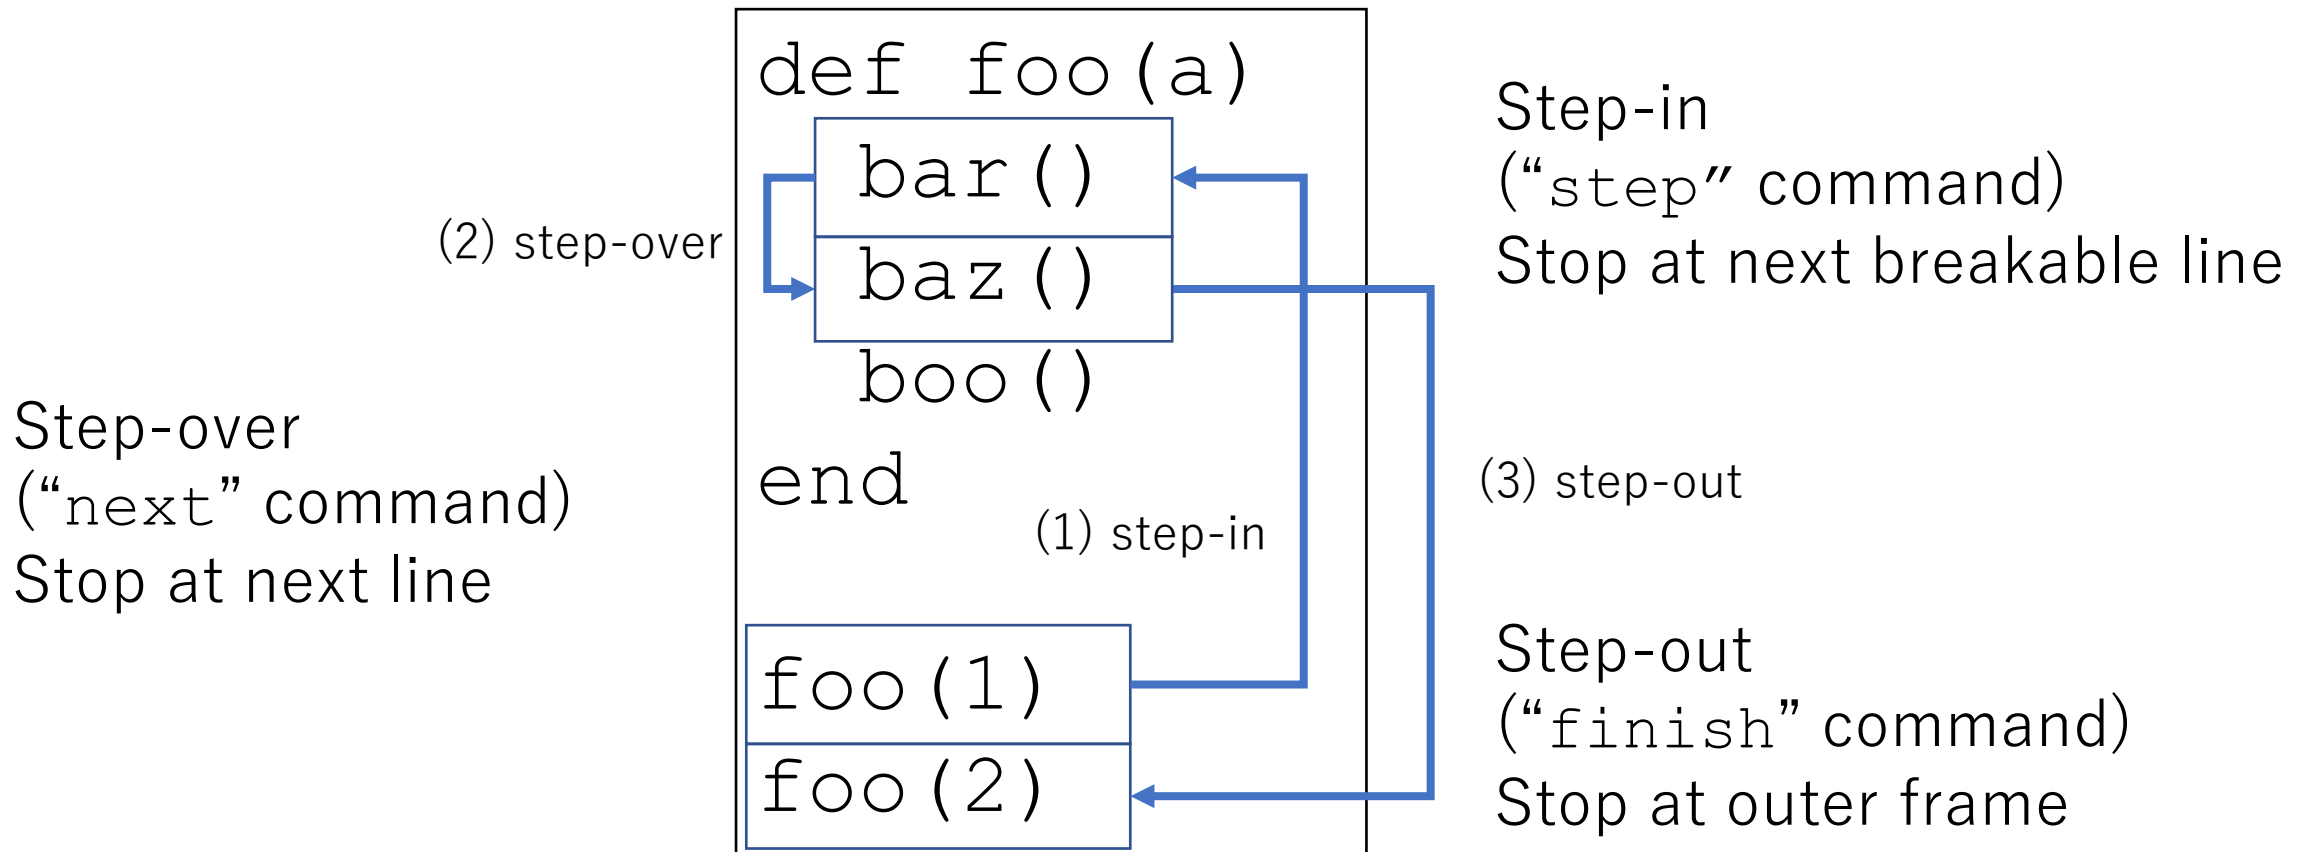 def foo(a)
bar()
baz()
boo()
end
foo(1)
foo(2)
(2) step-over
(1) step-in
(3) step-out
Step-over
(“next” command)
Stop at next line
Step-in
(“step” command)
Stop at next breakable line
Step-out
(“finish” command)
Stop at outer frame